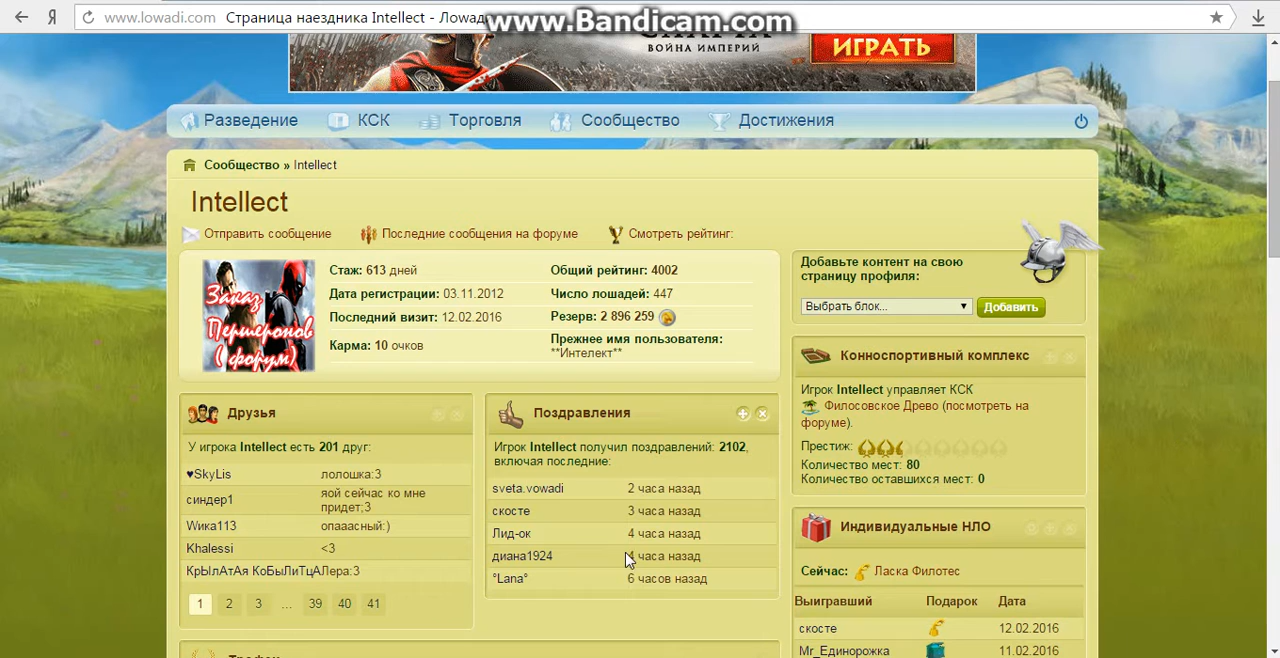 www.lowadi.com Страница наездника Intellect - Ловад
www.Bandicam.com
ВОЙНА ИМПЕРИЙ
ИГРАТЬ
Разведение КСК Торговля Сообщество Достижения
Сообщество » Intellect
Intellect
Отправить сообщение Последние сообщения на форуме Смотреть рейтинг:
Заказ
Першеронов
(форум)
Стаж: 613 дней
Дата регистрации: 03.11.2012
Последний визит: 12.02.2016
Карма: 10 очков
Общий рейтинг: 4002
Число лошадей: 447
Резерв: 2 896 259
Прежнее имя пользователя:
**Интелект**
Добавьте контент на свою
страницу профиля:
Выбрать блок... Добавить
Друзья
У игрока Intellect есть 201 друг:
♥SkyLis лолошка:3
синдер1 яой сейчас ко мне
придет;3
Wика113 опааасный:)
Khalessi <3
КрЫлАтАя КоБыЛиТцАЛера:3
1 2 3 ... 39 40 41
Поздравления
Игрок Intellect получил поздравлений: 2102,
включая последние:
sveta.vowadi 2 часа назад
скосте 3 часа назад
Лид-ок 4 часа назад
диана1924 4 часа назад
°Lana° 6 часов назад
Конноспортивный комплекс
Игрок Intellect управляет КСК
Филосовское Древо (посмотреть на
форуме).
Престиж:
Количество мест: 80
Количество оставшихся мест: 0
Индивидуальные НЛО
Сейчас: Ласка Филотес
Выигравший Подарок Дата
скосте 12.02.2016
Mr_Единорожка 11.02.2016